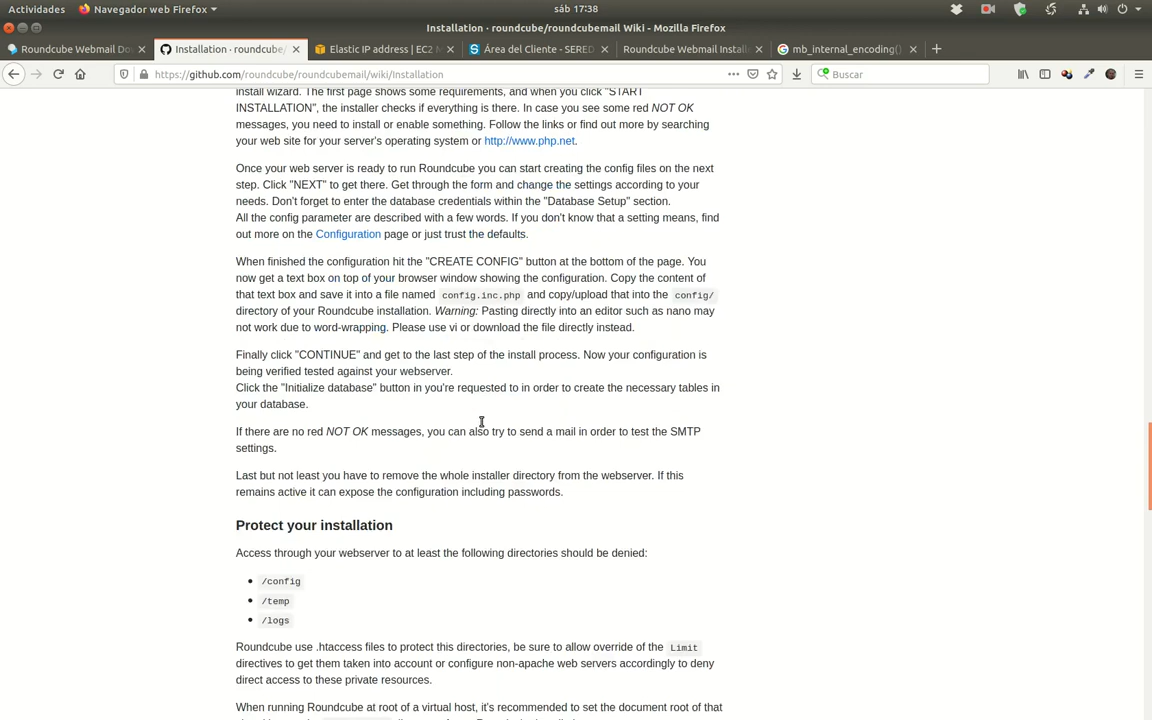 Actividades Navegador web Firefox sáb 17:38
Installation · roundcube/roundcubemail Wiki - Mozilla Firefox
Roundcube Webmail Do Installation · roundcube/ Elastic IP address | EC2 M Área del Cliente - SERED Roundcube Webmail Install mb_internal_encoding()
https://github.com/roundcube/roundcubemail/wiki/Installation Buscar
install wizard. The first page shows some requirements, and when you click "START
INSTALLATION", the installer checks if everything is there. In case you see some red NOT OK
messages, you need to install or enable something. Follow the links or find out more by searching
your web site for your server's operating system or http://www.php.net.
Once your web server is ready to run Roundcube you can start creating the config files on the next
step. Click "NEXT" to get there. Get through the form and change the settings according to your
needs. Don't forget to enter the database credentials within the "Database Setup" section.
All the config parameter are described with a few words. If you don't know that a setting means, find
out more on the Configuration page or just trust the defaults.
When finished the configuration hit the "CREATE CONFIG" button at the bottom of the page. You
now get a text box on top of your browser window showing the configuration. Copy the content of
that text box and save it into a file named config.inc.php and copy/upload that into the config/
directory of your Roundcube installation. Warning: Pasting directly into an editor such as nano may
not work due to word-wrapping. Please use vi or download the file directly instead.
Finally click "CONTINUE" and get to the last step of the install process. Now your configuration is
being verified tested against your webserver.
Click the "Initialize database" button in you're requested to in order to create the necessary tables in
your database.
If there are no red NOT OK messages, you can also try to send a mail in order to test the SMTP
settings.
Last but not least you have to remove the whole installer directory from the webserver. If this
remains active it can expose the configuration including passwords.
Protect your installation
Access through your webserver to at least the following directories should be denied:
• /config
• /temp
• /logs
Roundcube use .htaccess files to protect this directories, be sure to allow override of the Limit
directives to get them taken into account or configure non-apache web servers accordingly to deny
direct access to these private resources.
When running Roundcube at root of a virtual host, it's recommended to set the document root of that